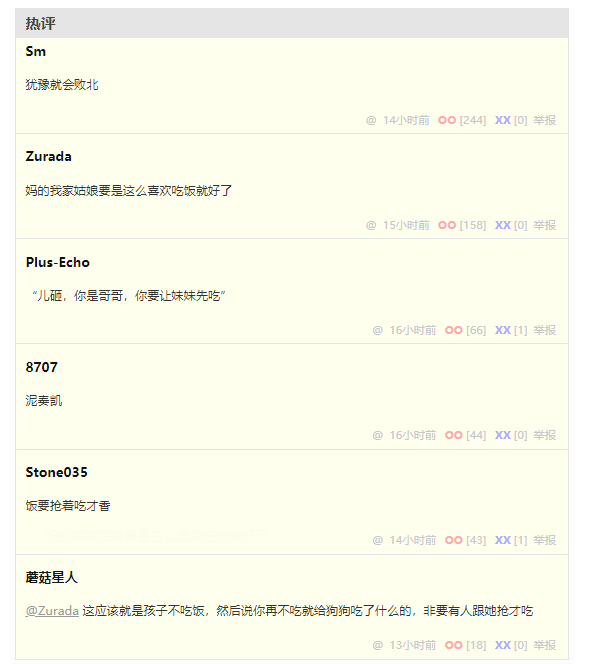 热评
Sm
犹豫就会败北
@ 14小时前 OO [244] XX [0] 举报
Zurada
妈的我家姑娘要是这么喜欢吃饭就好了
@ 15小时前 OO [158] XX [0] 举报
Plus-Echo
“儿砸，你是哥哥，你要让妹妹先吃”
@ 16小时前 OO [66] XX [1] 举报
8707
泥奏凯
@ 16小时前 OO [44] XX [0] 举报
Stone035
饭要抢着吃才香
@ 14小时前 OO [43] XX [1] 举报
蘑菇星人
@Zurada 这应该就是孩子不吃饭，然后说你再不吃就给狗狗吃了什么的，非要有人跟她抢才吃
@ 13小时前 OO [18] XX [0] 举报